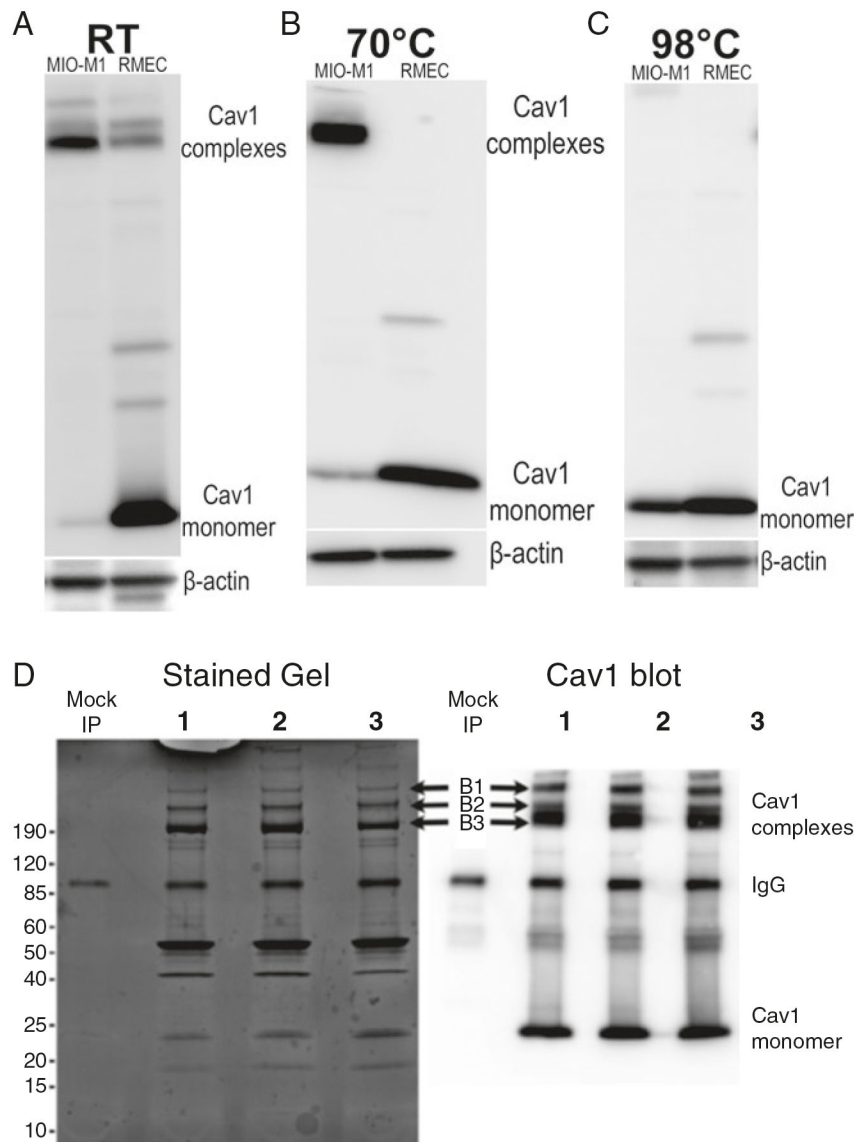 A
RT
MIO-M1 RMEC
Cav1
complexes
Cav1
monomer
β-actin
B
70°C
MIO-M1 RMEC
Cav1
complexes
Cav1
monomer
β-actin
C
98°C
MIO-M1 RMEC
Cav1
monomer
β-actin
D
Stained Gel
Mock
IP
1 2 3
190
120
85
60
50
40
25
20
15
10
B1
B2
B3
Cav1 blot
Mock
IP
1 2 3
Cav1
complexes
IgG
Cav1
monomer